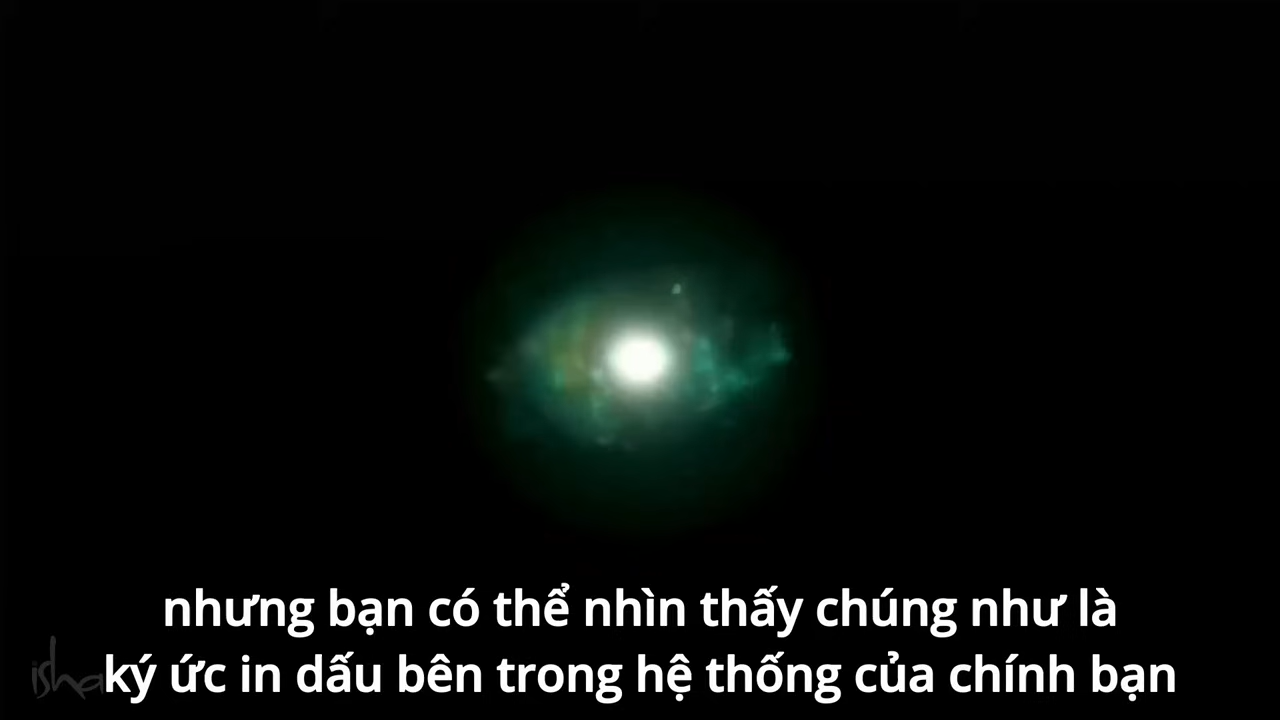 nhưng bạn có thể nhìn thấy chúng như là
ký ức in dấu bên trong hệ thống của chính bạn
isha